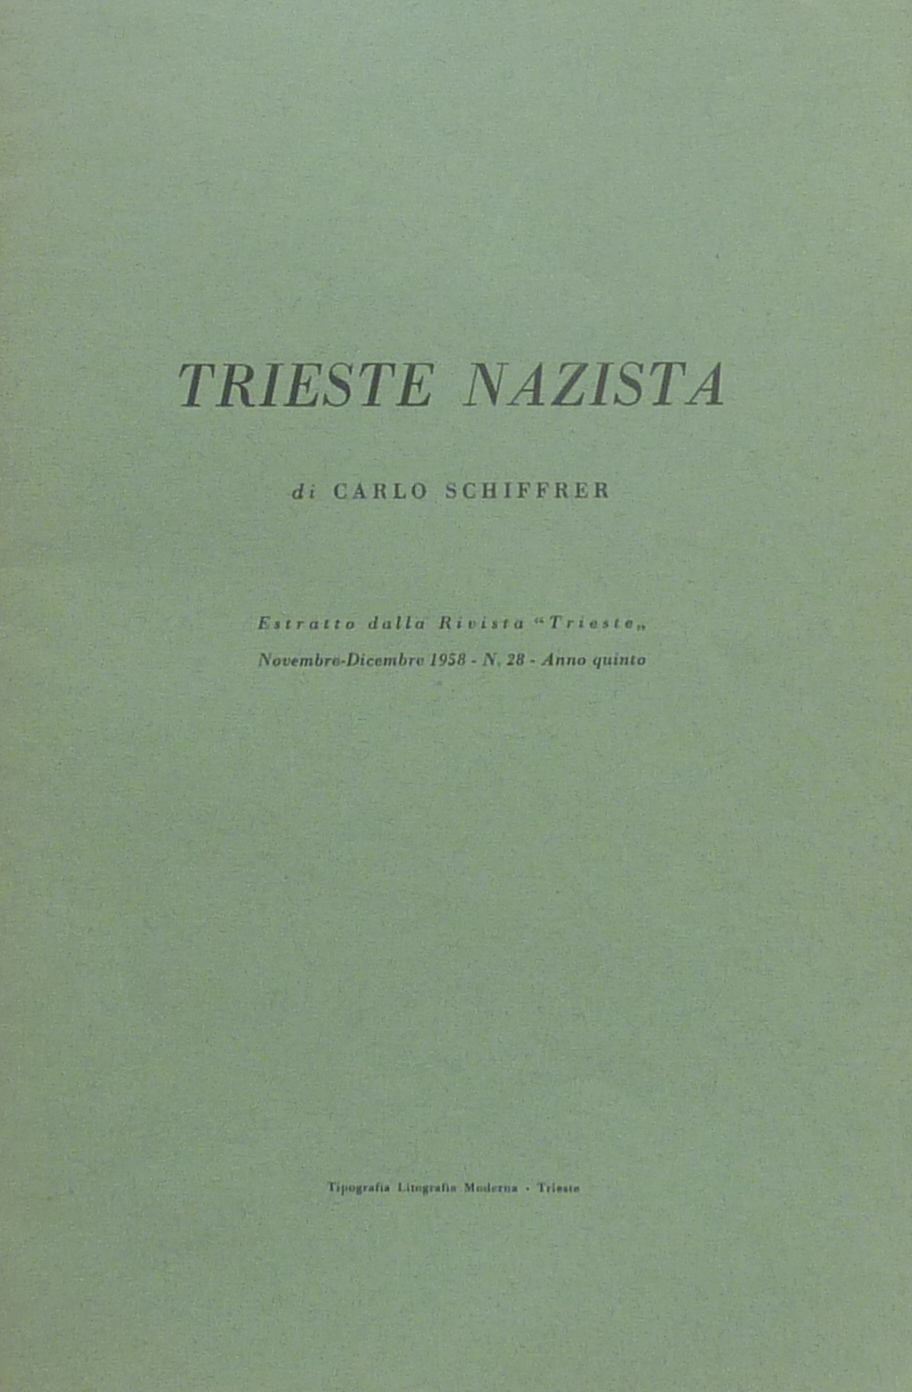 TRIESTE NAZISTA
di CARLO SCHIFFRER
Estratto dalla Rivista “Trieste„
Novembre-Dicembre 1958 - N. 28 - Anno quinto
Tipografia Litografia Moderna - Trieste